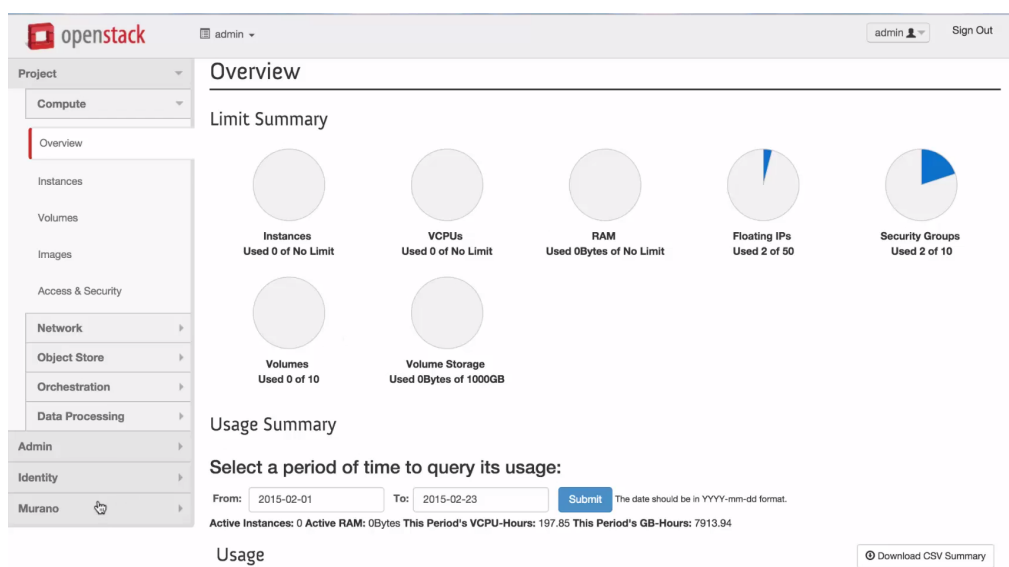 openstack
admin
admin
Sign Out
Project
Compute
Overview
Instances
Volumes
Images
Access & Security
Network
Object Store
Orchestration
Data Processing
Admin
Identity
Murano
Overview
Limit Summary
Instances
Used 0 of No Limit
VCPUs
Used 0 of No Limit
RAM
Used 0Bytes of No Limit
Floating IPs
Used 2 of 50
Security Groups
Used 2 of 10
Volumes
Used 0 of 10
Volume Storage
Used 0Bytes of 1000GB
Usage Summary
Select a period of time to query its usage:
From: 2015-02-01 To: 2015-02-23 Submit The date should be in YYYY-mm-dd format.
Active Instances: 0 Active RAM: 0Bytes This Period's VCPU-Hours: 197.85 This Period's GB-Hours: 7913.94
Usage
Download CSV Summary